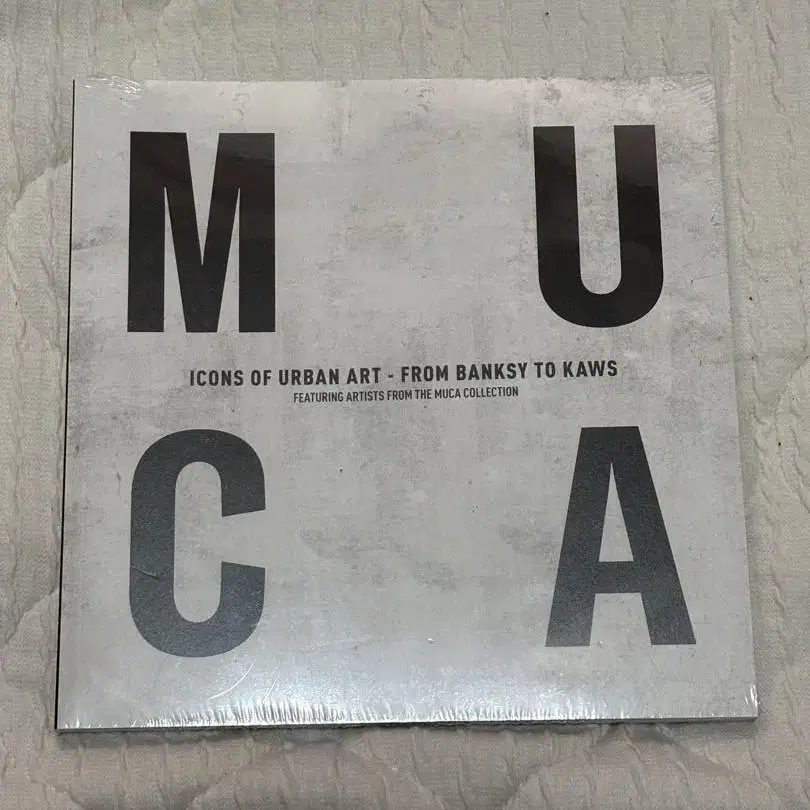 M U
ICONS OF URBAN ART - FROM BANKSY TO KAWS
FEATURING ARTISTS FROM THE MUCA COLLECTION
C A